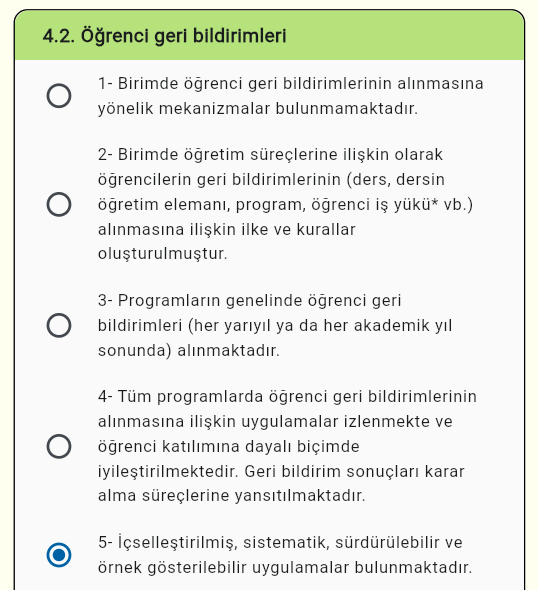 4.2. Öğrenci geri bildirimleri
1- Birimde öğrenci geri bildirimlerinin alınmasına
yönelik mekanizmalar bulunmamaktadır.
2- Birimde öğretim süreçlerine ilişkin olarak
öğrencilerin geri bildirimlerinin (ders, dersin
öğretim elemanı, program, öğrenci iş yükü* vb.)
alınmasına ilişkin ilke ve kurallar
oluşturulmuştur.
3- Programların genelinde öğrenci geri
bildirimleri (her yarıyıl ya da her akademik yıl
sonunda) alınmaktadır.
4- Tüm programlarda öğrenci geri bildirimlerinin
alınmasına ilişkin uygulamalar izlenmekte ve
öğrenci katılımına dayalı biçimde
iyileştirilmektedir. Geri bildirim sonuçları karar
alma süreçlerine yansıtılmaktadır.
5- İçselleştirilmiş, sistematik, sürdürülebilir ve
örnek gösterilebilir uygulamalar bulunmaktadır.